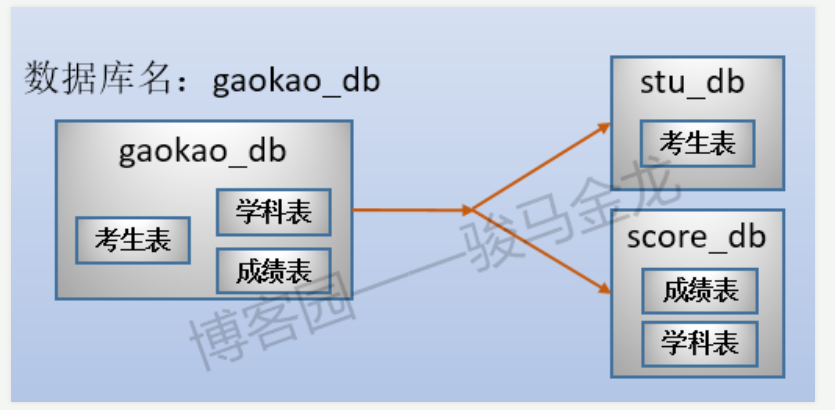 数据库名：gaokao_db
gaokao_db
考生表
学科表
成绩表
stu_db
考生表
score_db
成绩表
学科表
博客园——骏马金龙